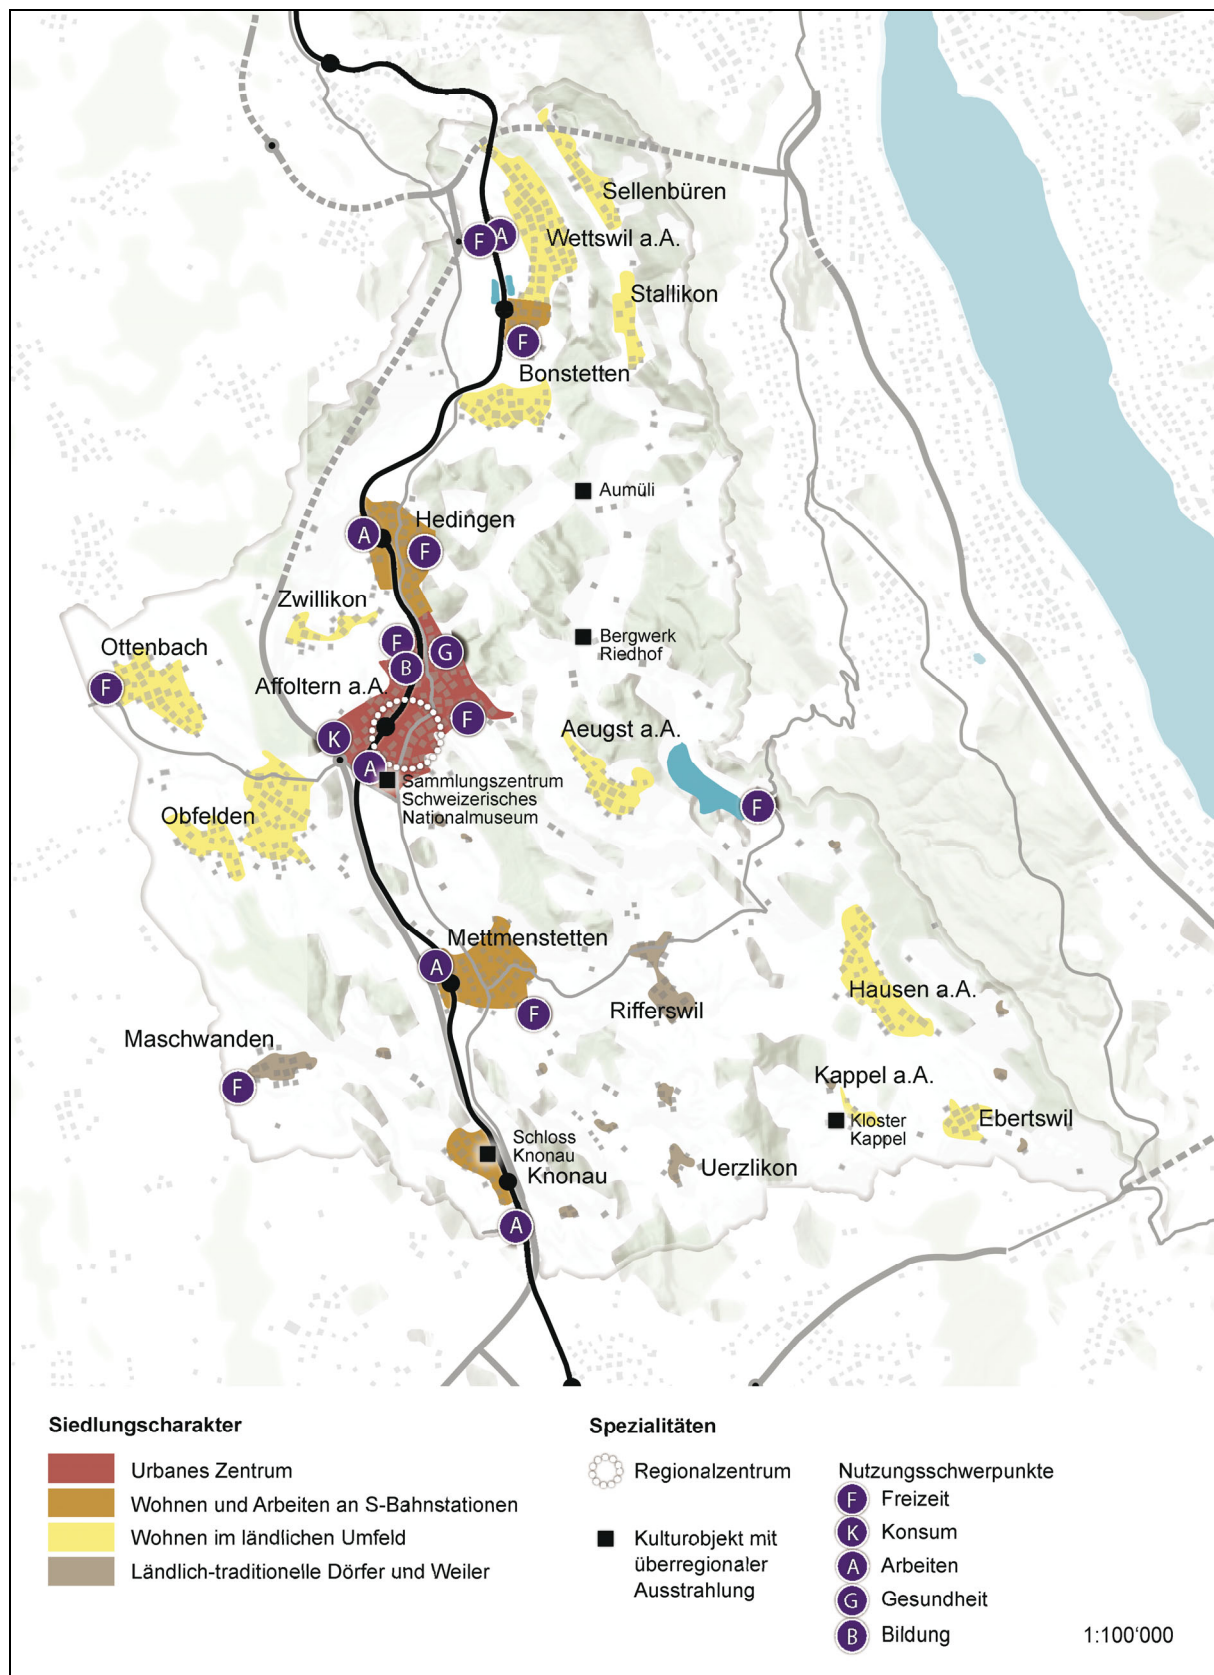 Sellenbüren
F
A
Wettswil a.A.
Stallikon
F
Bonstetten
Aumüli
Hedingen
A
F
Zwillikon
F
G
Bergwerk
Riedhof
Ottenbach
B
F
Affoltern a.A.
F
K
Aeugst a.A.
A
Sammlungszentrum
Schweizerisches
Nationalmuseum
F
Obfelden
Mettmenstetten
A
Hausen a.A.
Rifferswil
F
Maschwanden
F
Kappel a.A.
Kloster
Kappel
Ebertswil
Schloss
Knonau
Knonau
Uerzlikon
A
Siedlungscharakter
Urbanes Zentrum
Wohnen und Arbeiten an S-Bahnstationen
Wohnen im ländlichen Umfeld
Ländlich-traditionelle Dörfer und Weiler
Spezialitäten
Regionalzentrum
Kulturobjekt mit
überregionaler
Ausstrahlung
Nutzungsschwerpunkte
F Freizeit
K Konsum
A Arbeiten
G Gesundheit
B Bildung
1:100'000